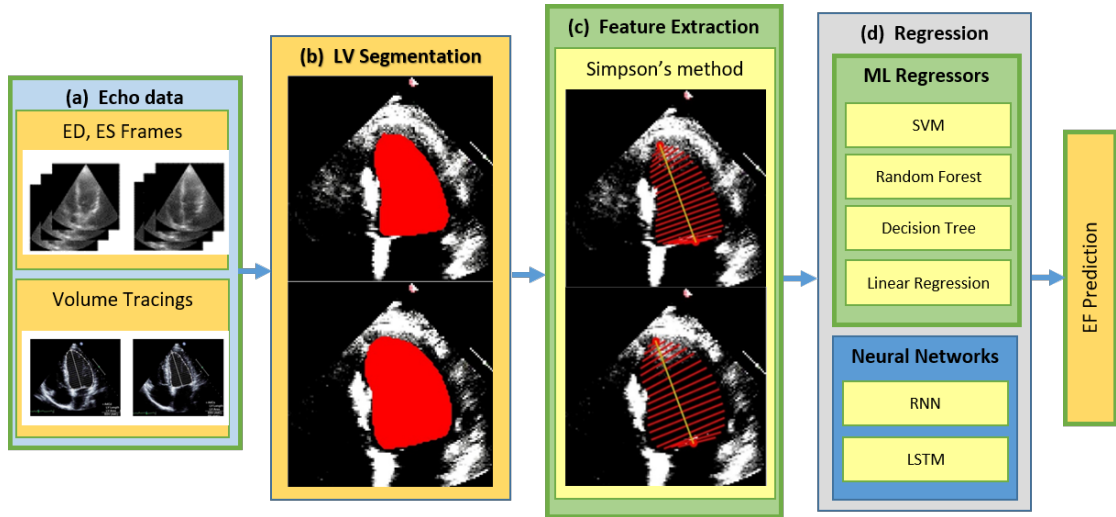 (a) Echo data
ED, ES Frames
Volume Tracings
(b) LV Segmentation
(c) Feature Extraction
Simpson's method
(d) Regression
ML Regressors
SVM
Random Forest
Decision Tree
Linear Regression
Neural Networks
RNN
LSTM
EF Prediction